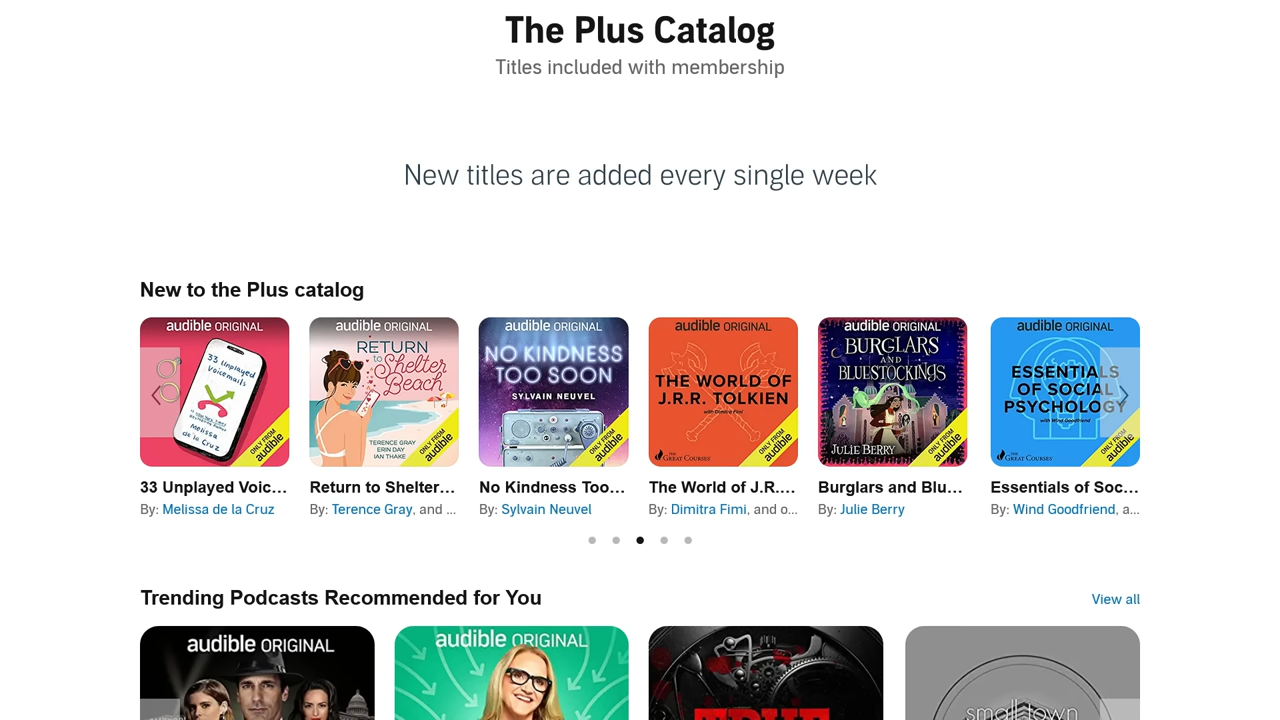 The Plus Catalog
Titles included with membership
New titles are added every single week
New to the Plus catalog
audible ORIGINAL
33 Unplayed
Voicemails
Melissa
de la Cruz
ONLY FROM
audible
audible ORIGINAL
RETURN
to Shelter
Beach
TERENCE GRAY
ERIN DAY
IAN THAKE
ONLY FROM
audible
audible ORIGINAL
NO KINDNESS
TOO SOON
SYLVAIN NEUVEL
ONLY FROM
audible
audible ORIGINAL
THE WORLD OF
J.R.R. TOLKIEN
with Dimitra Fimi
THE
GREAT COURSES
ONLY FROM
audible
audible ORIGINAL
BURGLARS
AND
BLUESTOCKINGS
JULIE BERRY
ONLY FROM
audible
audible ORIGINAL
ESSENTIALS
OF SOCIAL
PSYCHOLOGY
with Wind Goodfriend
THE
GREAT COURSES
ONLY FROM
audible
33 Unplayed Voic...
Return to Shelter...
No Kindness Too...
The World of J.R....
Burglars and Blu...
Essentials of Soc...
By: Melissa de la Cruz
By: Terence Gray, and ...
By: Sylvain Neuvel
By: Dimitra Fimi, and o...
By: Julie Berry
By: Wind Goodfriend, a...
Trending Podcasts Recommended for You
View all
audible ORIGINAL
audible ORIGINAL
TRUE
small town